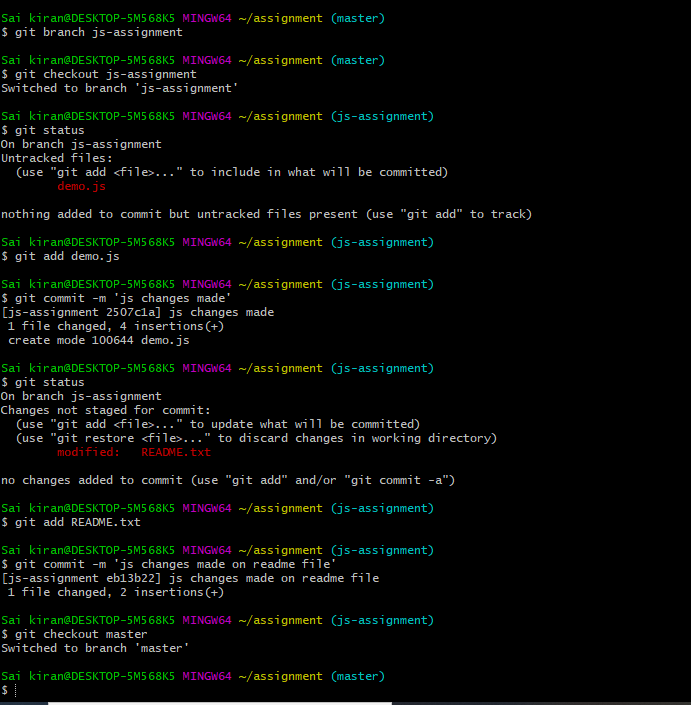 Sai kiran@DESKTOP-5M568K5 MINGW64 ~/assignment (master)
$ git branch js-assignment
Sai kiran@DESKTOP-5M568K5 MINGW64 ~/assignment (master)
$ git checkout js-assignment
Switched to branch 'js-assignment'
Sai kiran@DESKTOP-5M568K5 MINGW64 ~/assignment (js-assignment)
$ git status
On branch js-assignment
Untracked files:
  (use "git add <file>..." to include in what will be committed)
        demo.js
nothing added to commit but untracked files present (use "git add" to track)
Sai kiran@DESKTOP-5M568K5 MINGW64 ~/assignment (js-assignment)
$ git add demo.js
Sai kiran@DESKTOP-5M568K5 MINGW64 ~/assignment (js-assignment)
$ git commit -m 'js changes made'
[js-assignment 2507c1a] js changes made
 1 file changed, 4 insertions(+)
 create mode 100644 demo.js
Sai kiran@DESKTOP-5M568K5 MINGW64 ~/assignment (js-assignment)
$ git status
On branch js-assignment
Changes not staged for commit:
  (use "git add <file>..." to update what will be committed)
  (use "git restore <file>..." to discard changes in working directory)
        modified:   README.txt
no changes added to commit (use "git add" and/or "git commit -a")
Sai kiran@DESKTOP-5M568K5 MINGW64 ~/assignment (js-assignment)
$ git add README.txt
Sai kiran@DESKTOP-5M568K5 MINGW64 ~/assignment (js-assignment)
$ git commit -m 'js changes made on readme file'
[js-assignment eb13b22] js changes made on readme file
 1 file changed, 2 insertions(+)
Sai kiran@DESKTOP-5M568K5 MINGW64 ~/assignment (js-assignment)
$ git checkout master
Switched to branch 'master'
Sai kiran@DESKTOP-5M568K5 MINGW64 ~/assignment (master)
$